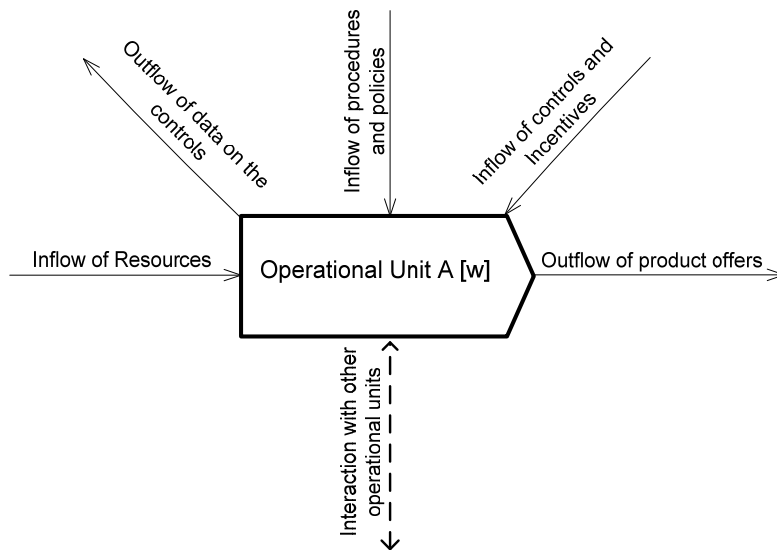 Outflow of data on the
controls
Inflow of procedures
and policies
Inflow of controls and
Incentives
Inflow of Resources
Operational Unit A [w]
Outflow of product offers
Interaction with other
operational units